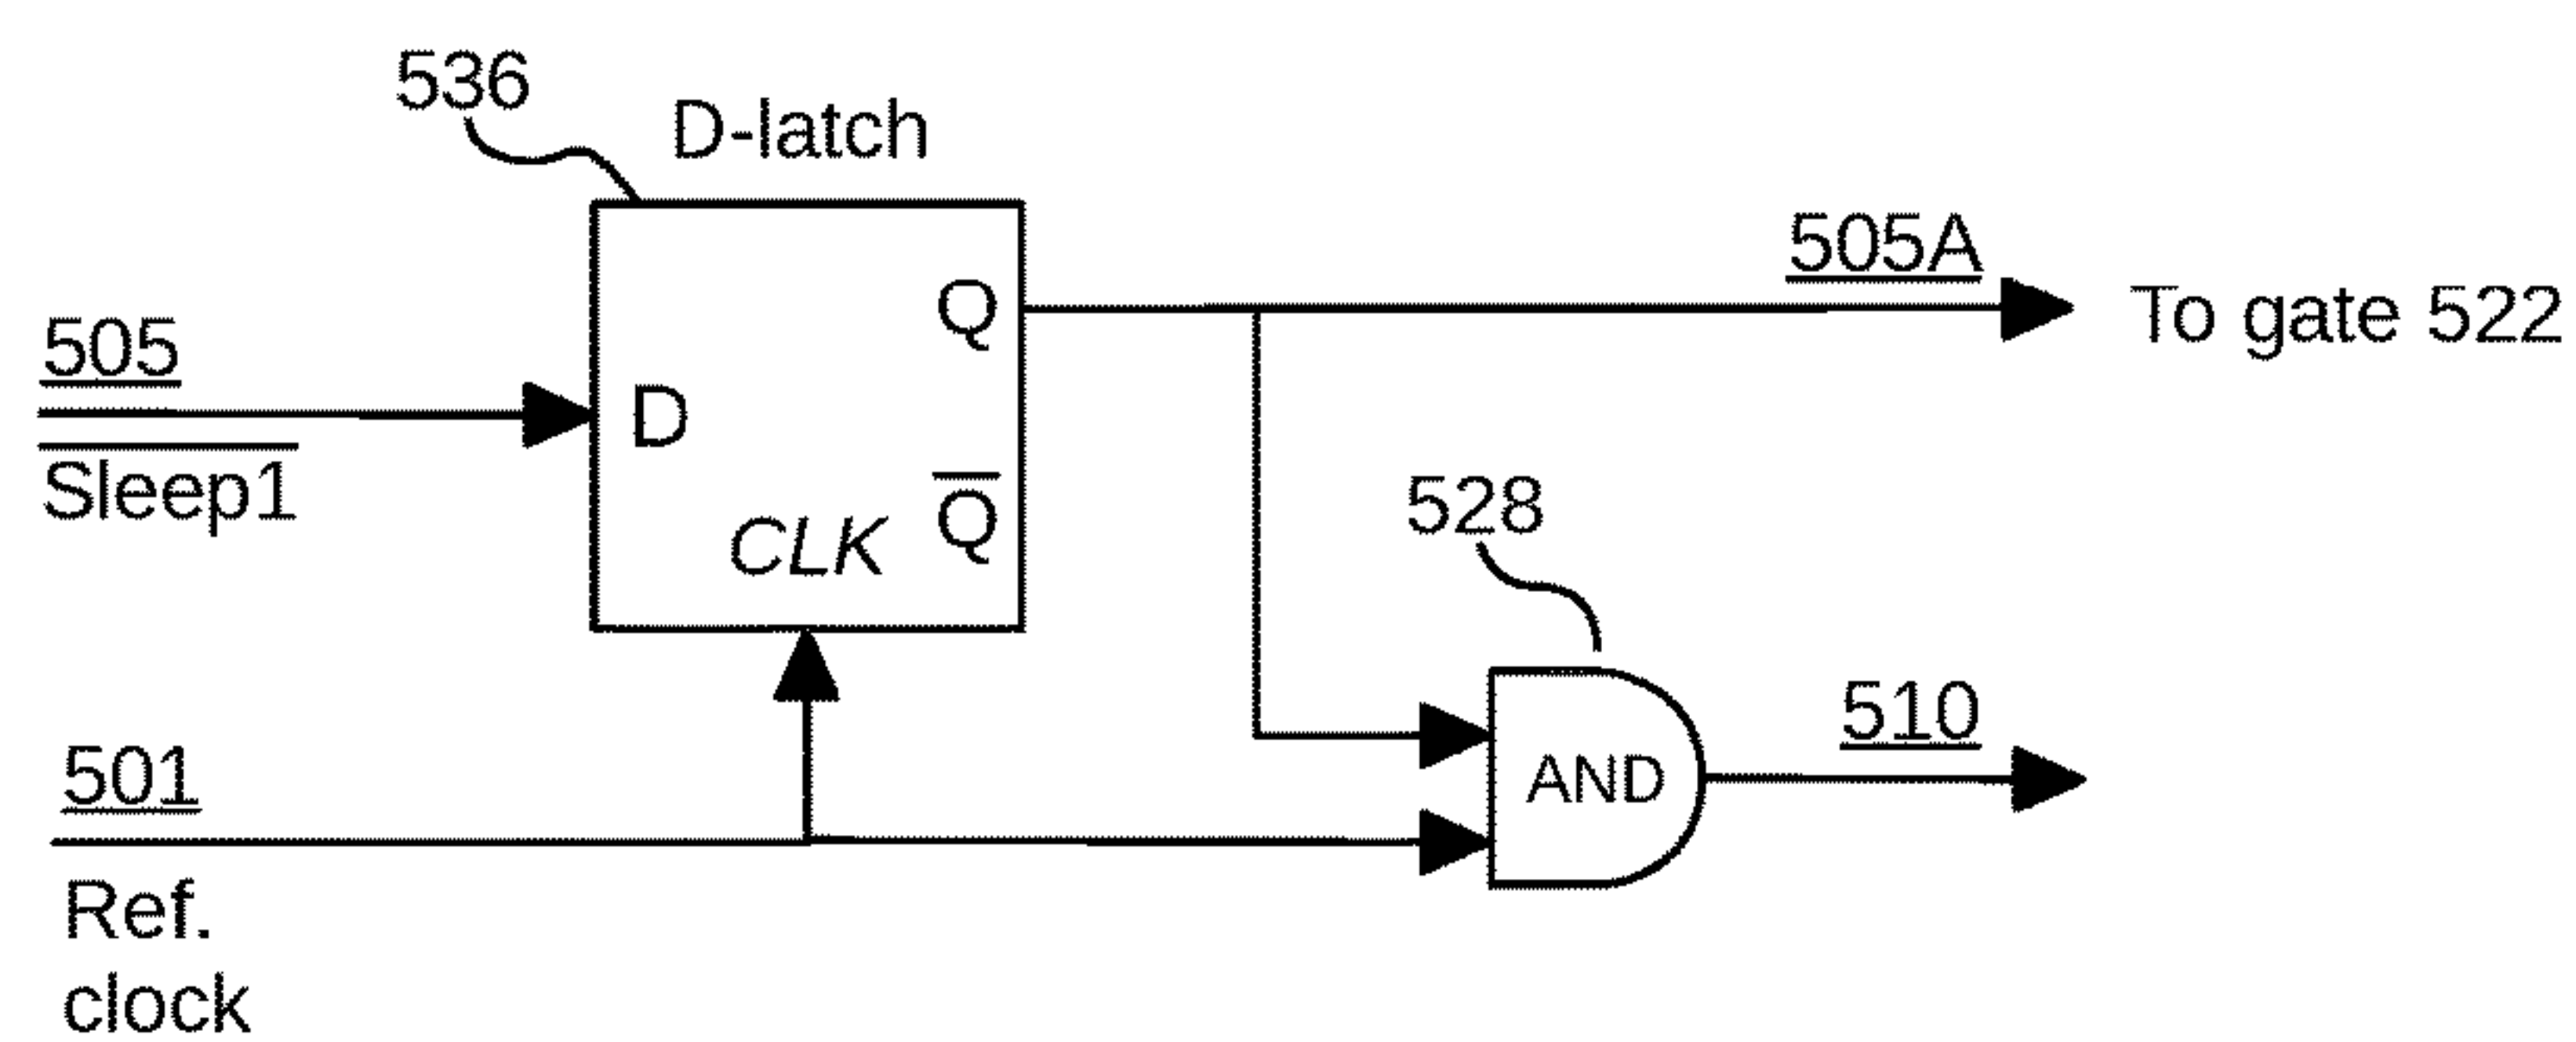 536
D-latch
505A
Q
To gate 522
505
D
Sleep1
Q
CLK
528
510
501
AND
Ref.
clock